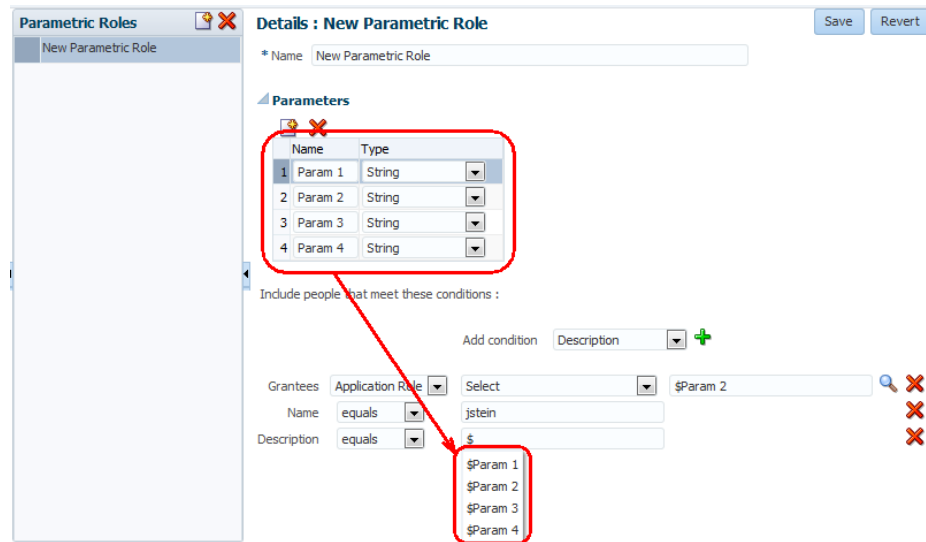 Parametric Roles
New Parametric Role
Details : New Parametric Role
Save
Revert
* Name New Parametric Role
Parameters
Name Type
1 Param 1 String
2 Param 2 String
3 Param 3 String
4 Param 4 String
Include people that meet these conditions :
Add condition Description
Grantees Application Role Select $Param 2
Name equals jstein
Description equals $
$Param 1
$Param 2
$Param 3
$Param 4